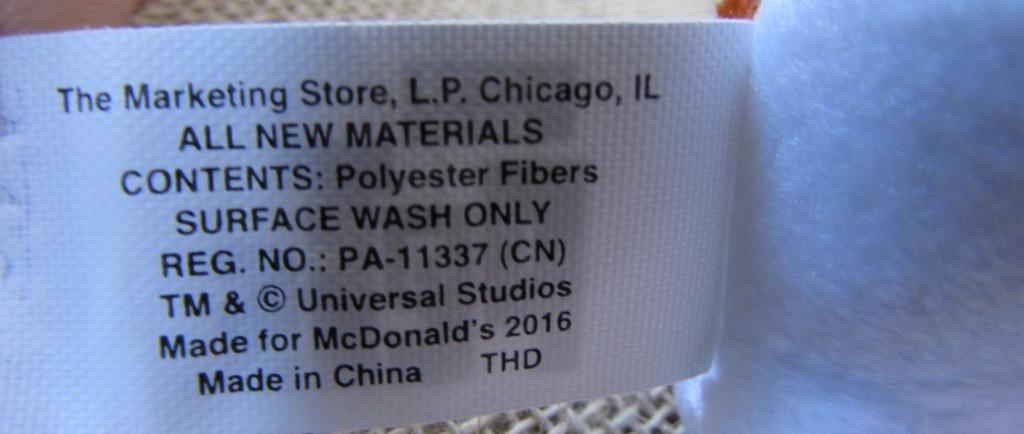 The Marketing Store, L.P. Chicago, IL
ALL NEW MATERIALS
CONTENTS: Polyester Fibers
SURFACE WASH ONLY
REG. NO.: PA-11337 (CN)
TM & © Universal Studios
Made for McDonald's 2016
Made in China THD